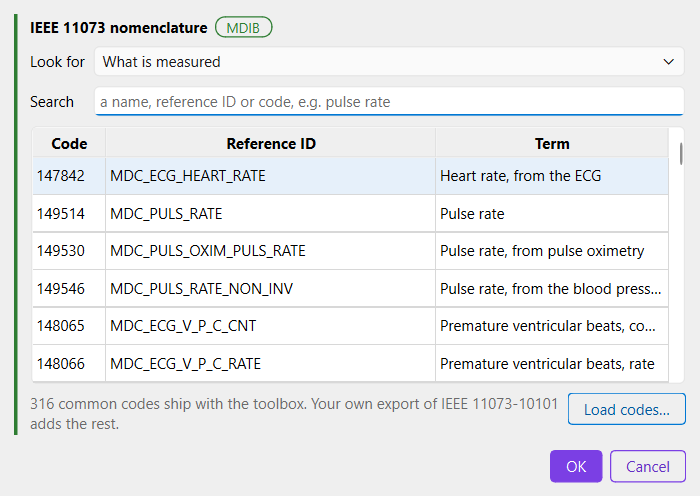 IEEE 11073 nomenclature MDIB
Look for What is measured
Search a name, reference ID or code, e.g. pulse rate
Code Reference ID Term
147842 MDC_ECG_HEART_RATE Heart rate, from the ECG
149514 MDC_PULS_RATE Pulse rate
149530 MDC_PULS_OXIM_PULS_RATE Pulse rate, from pulse oximetry
149546 MDC_PULS_RATE_NON_INV Pulse rate, from the blood press...
148065 MDC_ECG_V_P_C_CNT Premature ventricular beats, co...
148066 MDC_ECG_V_P_C_RATE Premature ventricular beats, rate
316 common codes ship with the toolbox. Your own export of IEEE 11073-10101
adds the rest.
Load codes...
OK Cancel